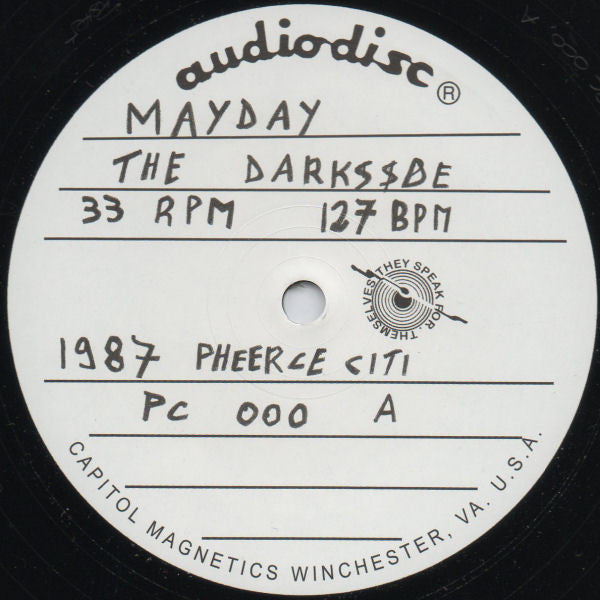 audiodisc ®
MAYDAY
THE DARKS$DE
33 RPM 127 BPM
THEY SPEAK FOR THEMSELVES
1987 PHEERCE CITI
PC 000 A
CAPITOL MAGNETICS WINCHESTER, VA. U.S.A.